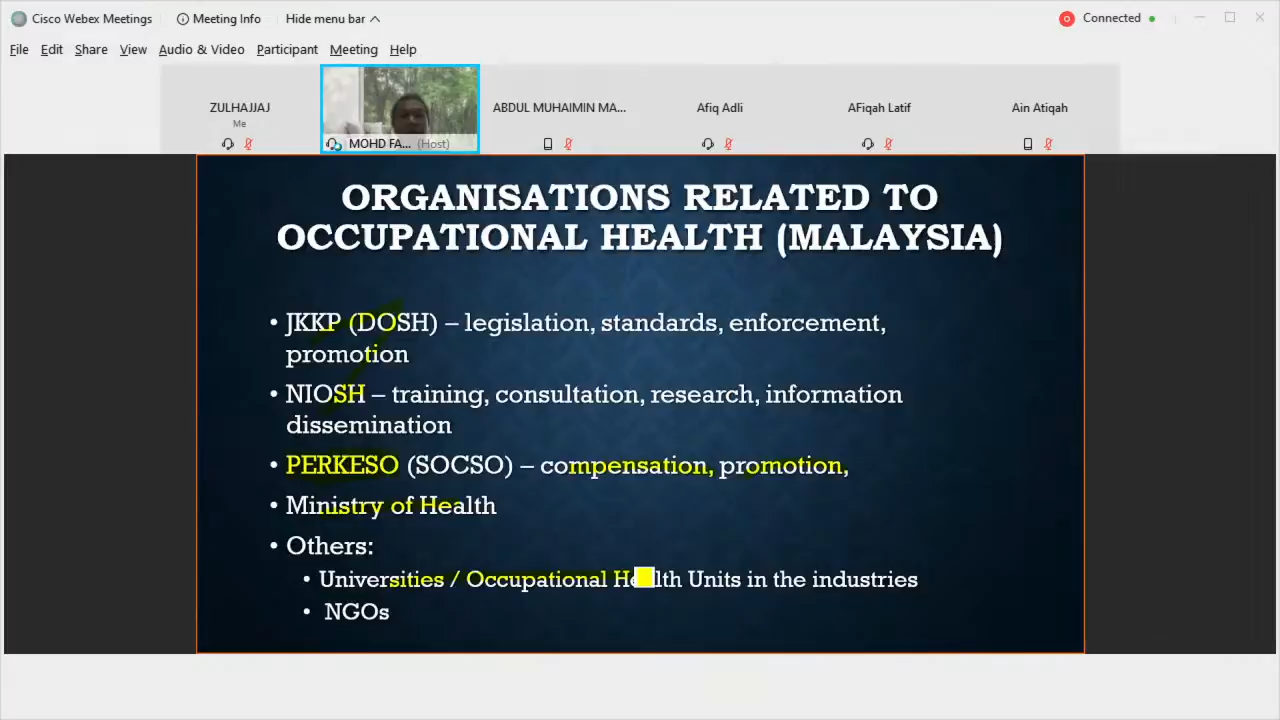 Cisco Webex Meetings Meeting Info Hide menu bar Connected
File Edit Share View Audio & Video Participant Meeting Help
ZULHAJJAJ
Me
MOHD FA... (Host)
ABDUL MUHAIMIN MA...
Afiq Adli
AFiqah Latif
Ain Atiqah
ORGANISATIONS RELATED TO
OCCUPATIONAL HEALTH (MALAYSIA)
• JKKP (DOSH) – legislation, standards, enforcement,
promotion
• NIOSH – training, consultation, research, information
dissemination
• PERKESO (SOCSO) – compensation, promotion,
• Ministry of Health
• Others:
• Universities / Occupational Health Units in the industries
• NGOs